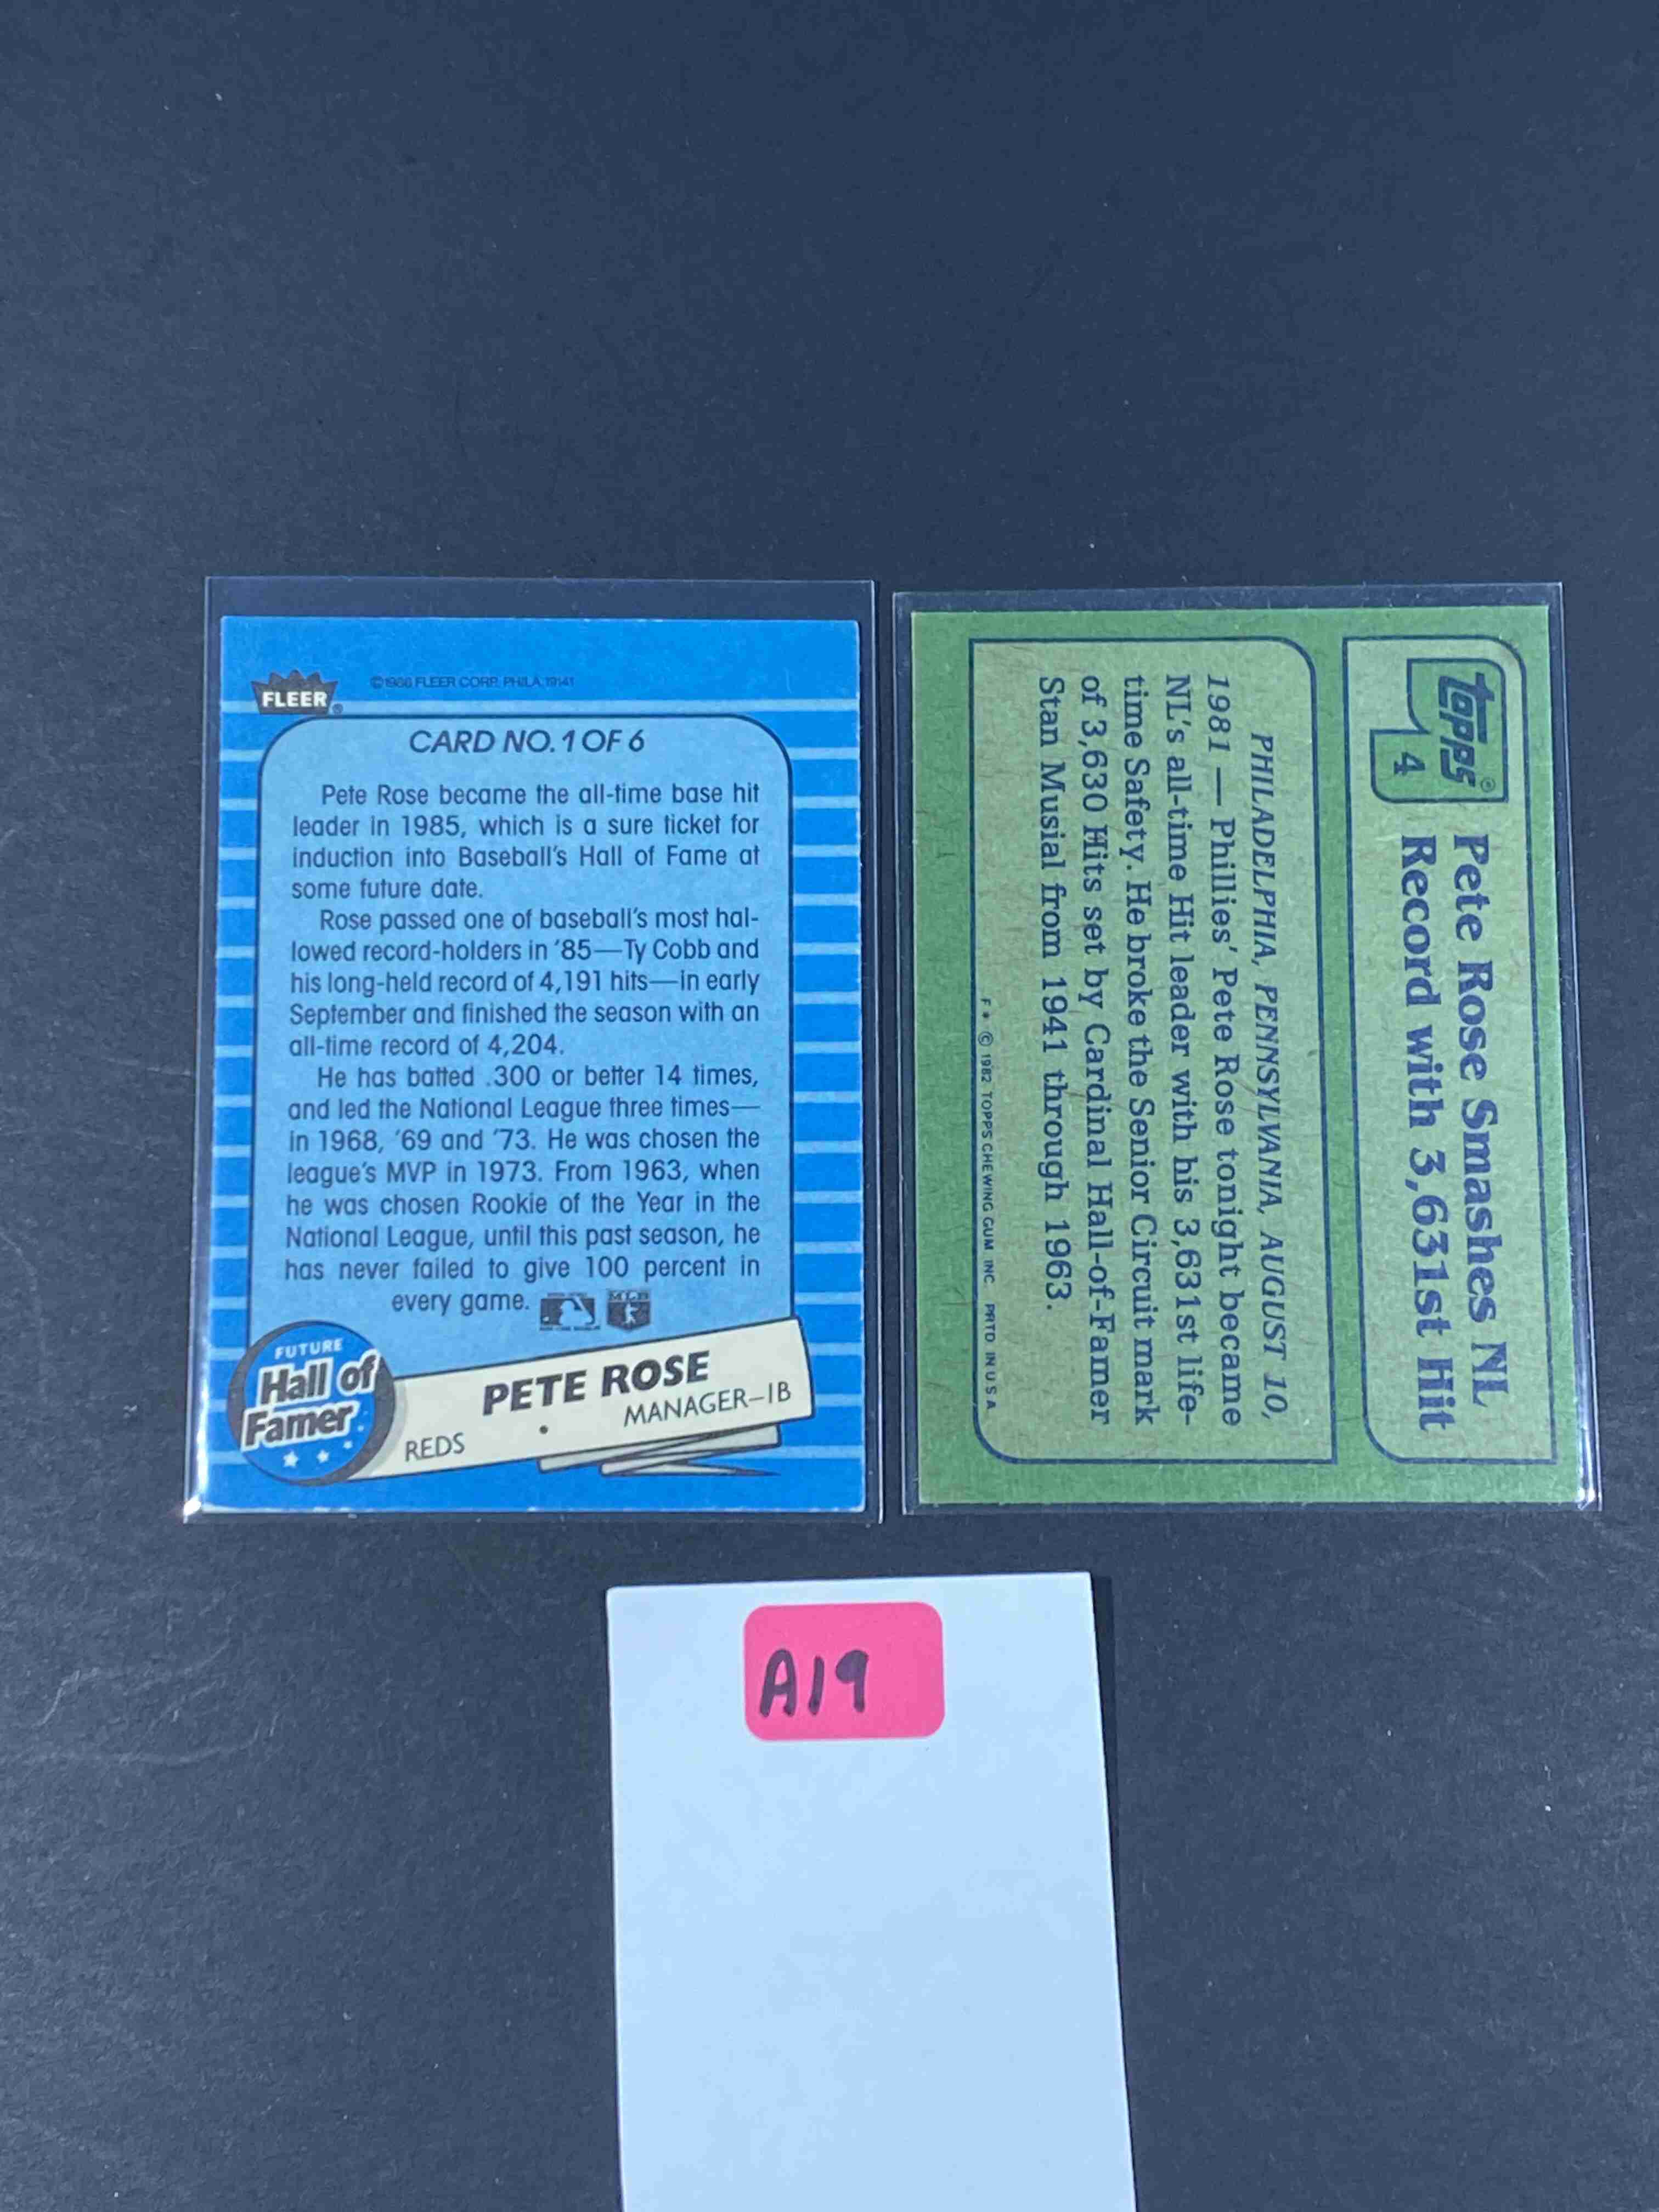 FLEER
©1986 FLEER CORP. PHILA. 19141
CARD NO. 1 OF 6
Pete Rose became the all-time base hit
leader in 1985, which is a sure ticket for
induction into Baseball's Hall of Fame at
some future date.
Rose passed one of baseball's most hal-
lowed record-holders in '85—Ty Cobb and
his long-held record of 4,191 hits—in early
September and finished the season with an
all-time record of 4,204.
He has batted .300 or better 14 times,
and led the National League three times—
in 1968, '69 and '73. He was chosen the
league's MVP in 1973. From 1963, when
he was chosen Rookie of the Year in the
National League, until this past season, he
has never failed to give 100 percent in
every game.
FUTURE
Hall of
Famer
PETE ROSE
REDS • MANAGER–1B
topps®
4
Pete Rose Smashes NL
Record with 3,631st Hit
PHILADELPHIA, PENNSYLVANIA, AUGUST 10,
1981 — Phillies' Pete Rose tonight became
NL's all-time Hit leader with his 3,631st life-
time Safety. He broke the Senior Circuit mark
of 3,630 Hits set by Cardinal Hall-of-Famer
Stan Musial from 1941 through 1963.
F* © 1982 TOPPS CHEWING GUM INC. PRTD IN U S A.
A19